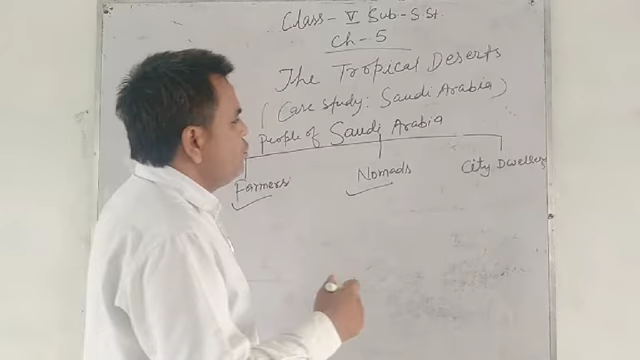 Class - V Sub - S.St.
Ch - 5
The Tropical Deserts
(Case study: Saudi Arabia)
People of Saudi Arabia
Farmers Nomads City Dwellers